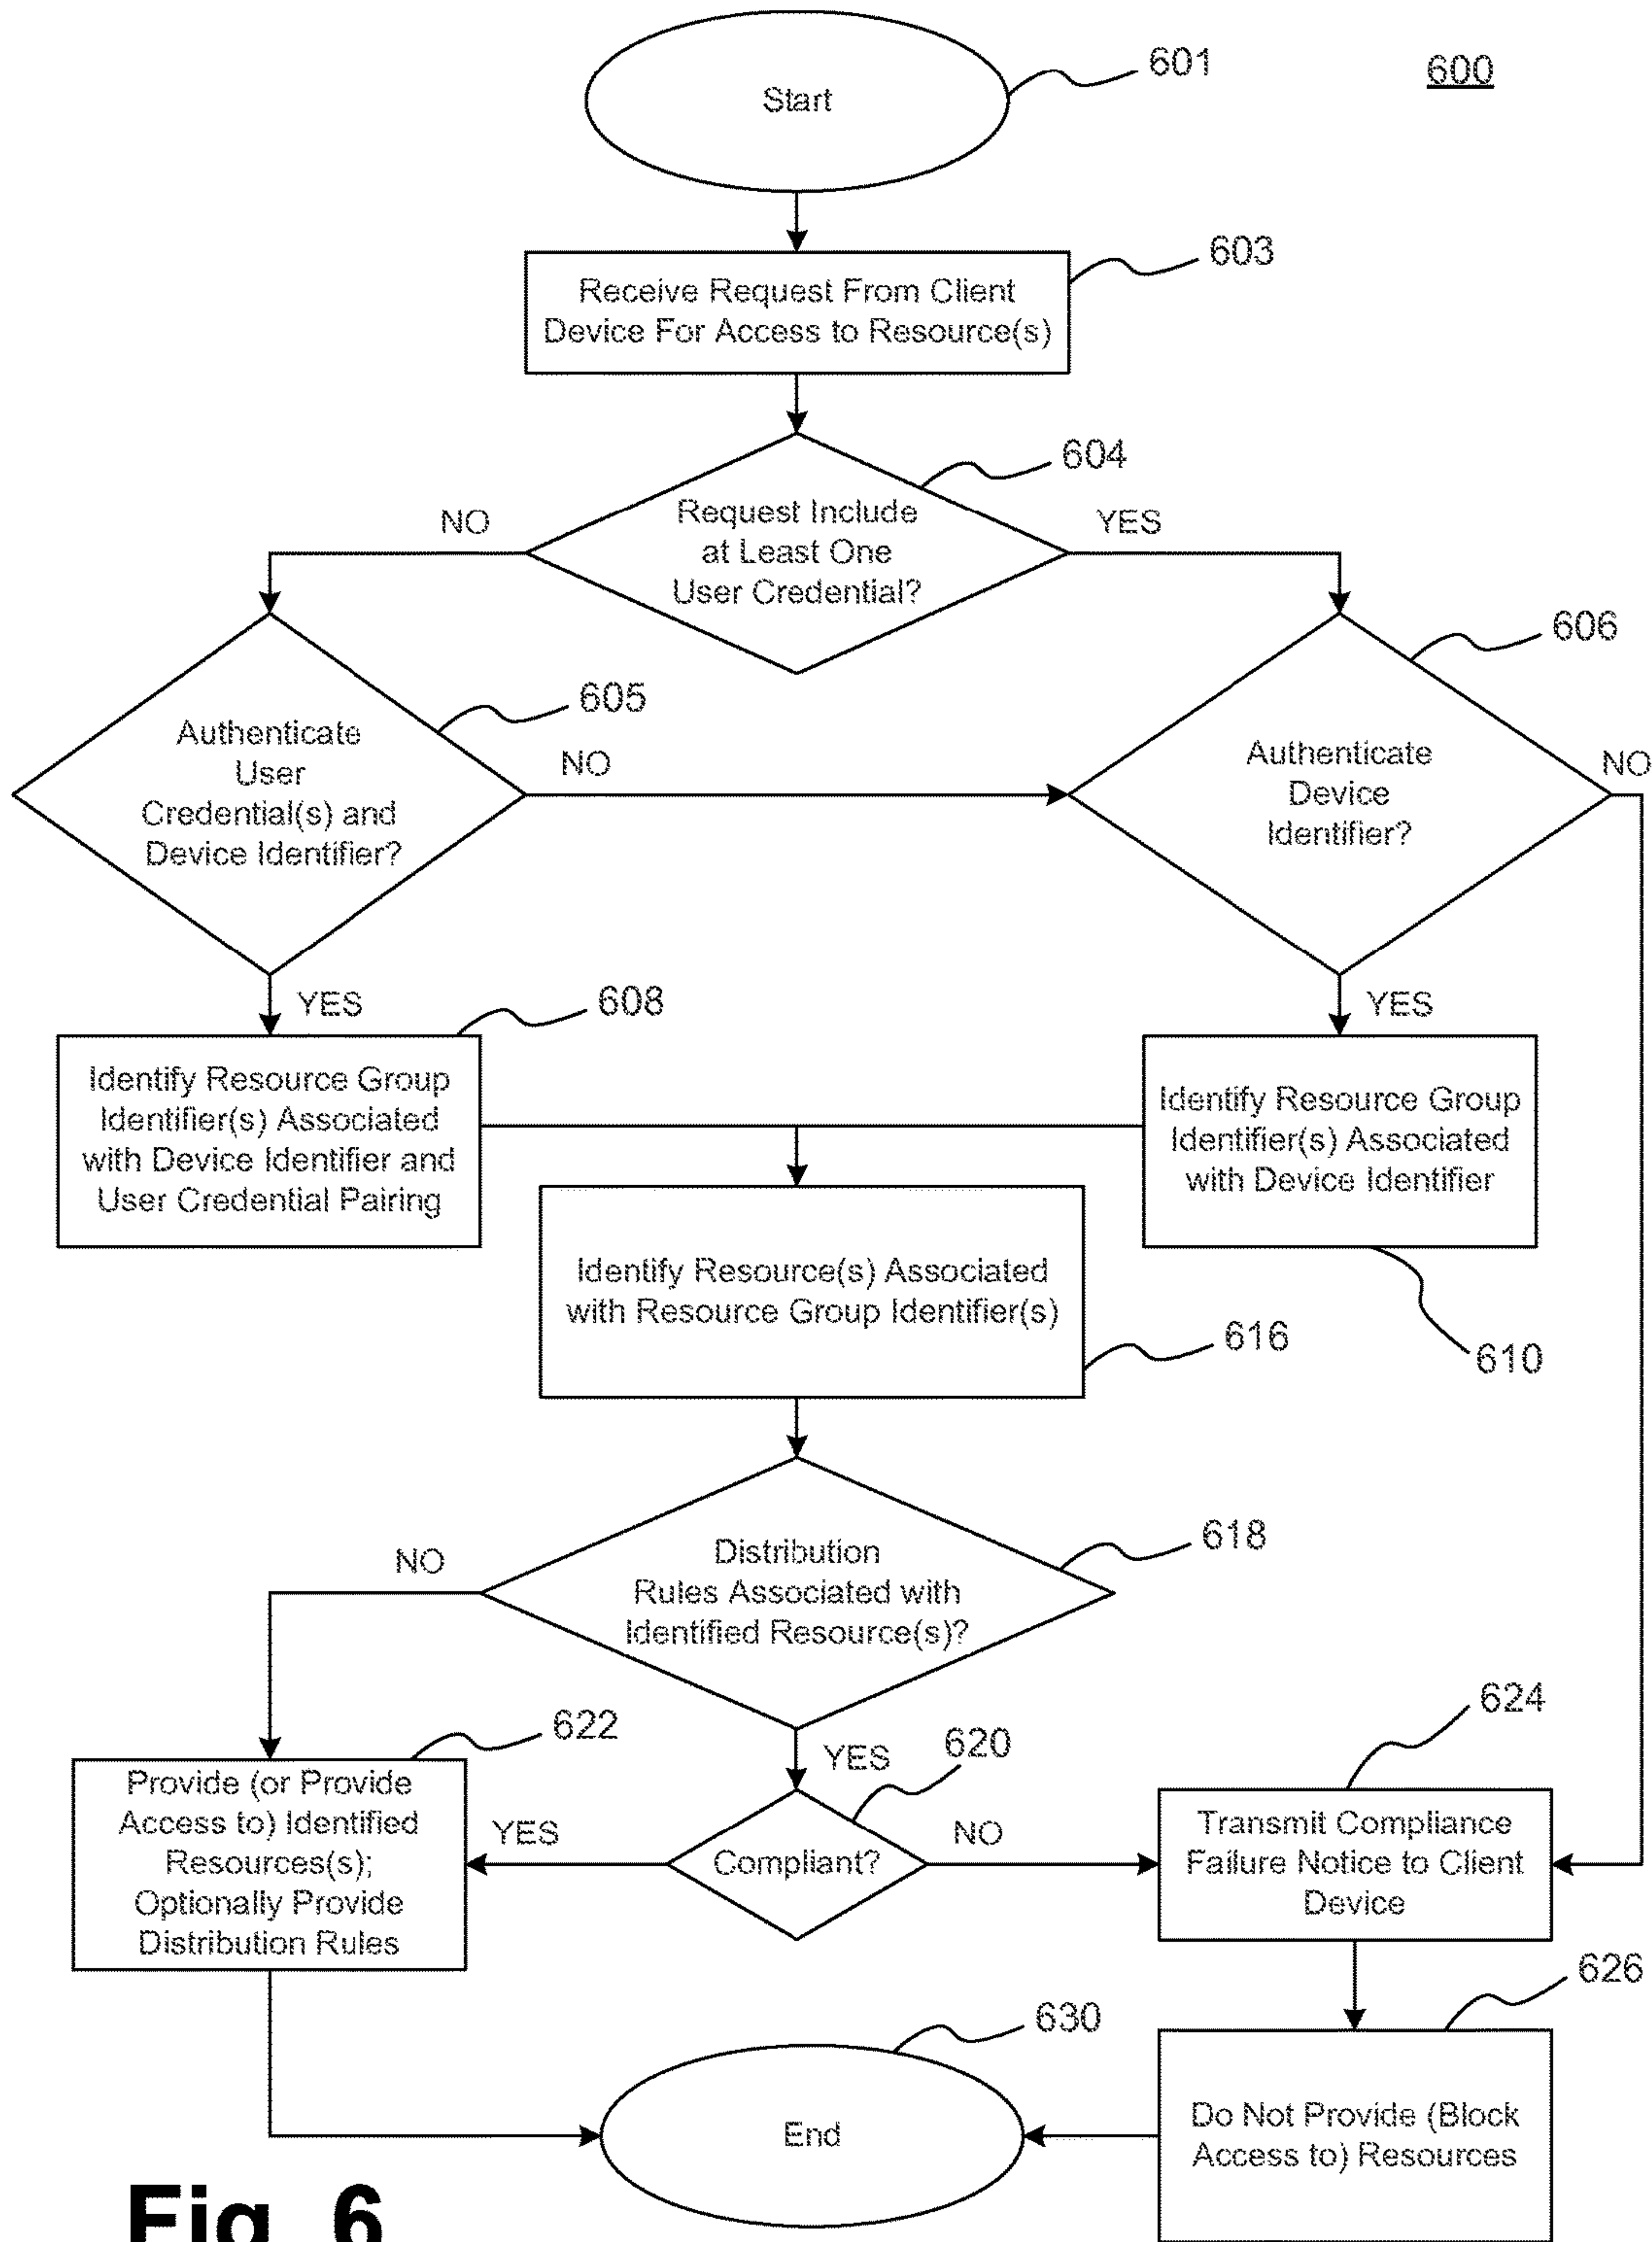 600
601
Start
603
Receive Request From Client
Device For Access to Resource(s)
604
Request Include
at Least One
User Credential?
NO
YES
605
Authenticate
User
Credential(s) and
Device Identifier?
NO
606
Authenticate
Device
Identifier?
NO
YES
608
YES
Identify Resource Group
Identifier(s) Associated
with Device Identifier and
User Credential Pairing
Identify Resource Group
Identifier(s) Associated
with Device Identifier
610
Identify Resource(s) Associated
with Resource Group Identifier(s)
616
618
Distribution
Rules Associated with
Identified Resource(s)?
NO
YES
622
Provide (or Provide
Access to) Identified
Resources(s);
Optionally Provide
Distribution Rules
620
YES
Compliant?
NO
624
Transmit Compliance
Failure Notice to Client
Device
626
Do Not Provide (Block
Access to) Resources
630
End
Fig. 6